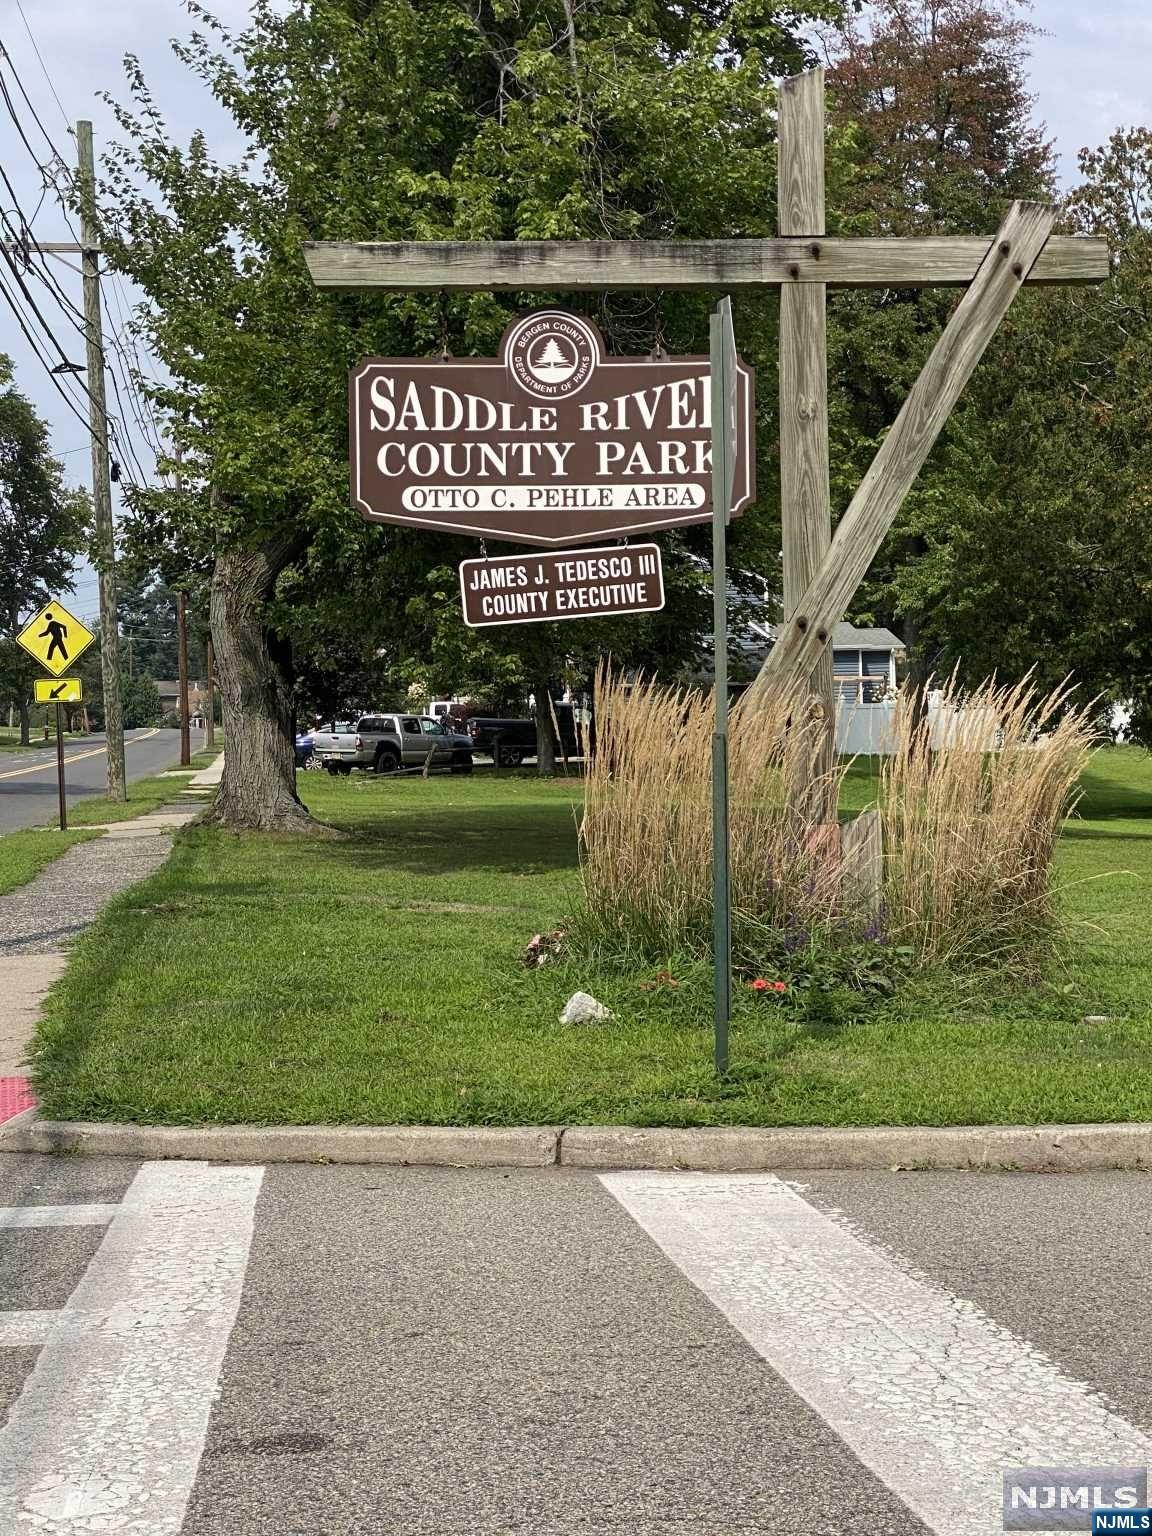 BERGEN COUNTY
DEPARTMENT OF PARKS
SADDLE RIVER
COUNTY PARK
OTTO C. PEHLE AREA
JAMES J. TEDESCO III
COUNTY EXECUTIVE
NJMLS
NJMLS